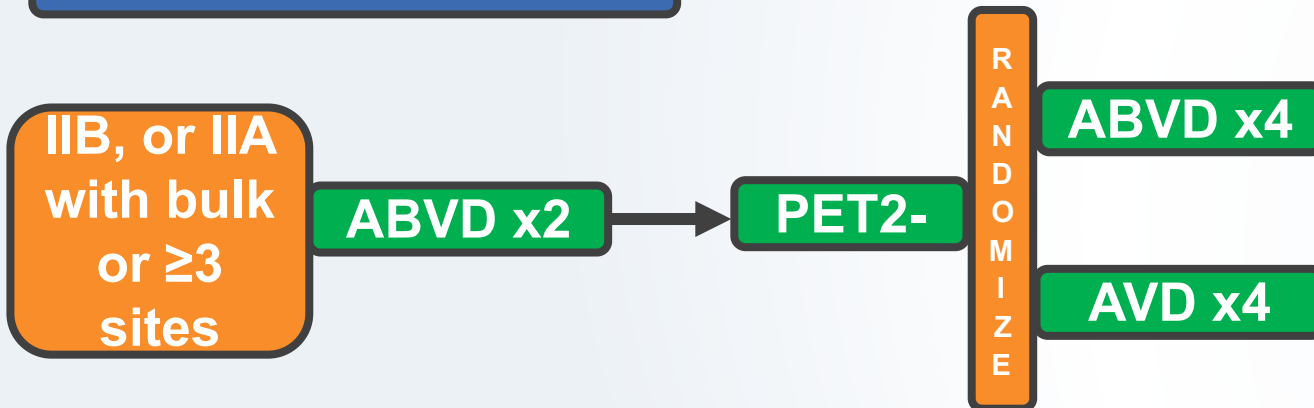 IIB, or IIA
with bulk
or ≥3
sites
ABVD x2
PET2-
R
A
N
D
O
M
I
Z
E
ABVD x4
AVD x4